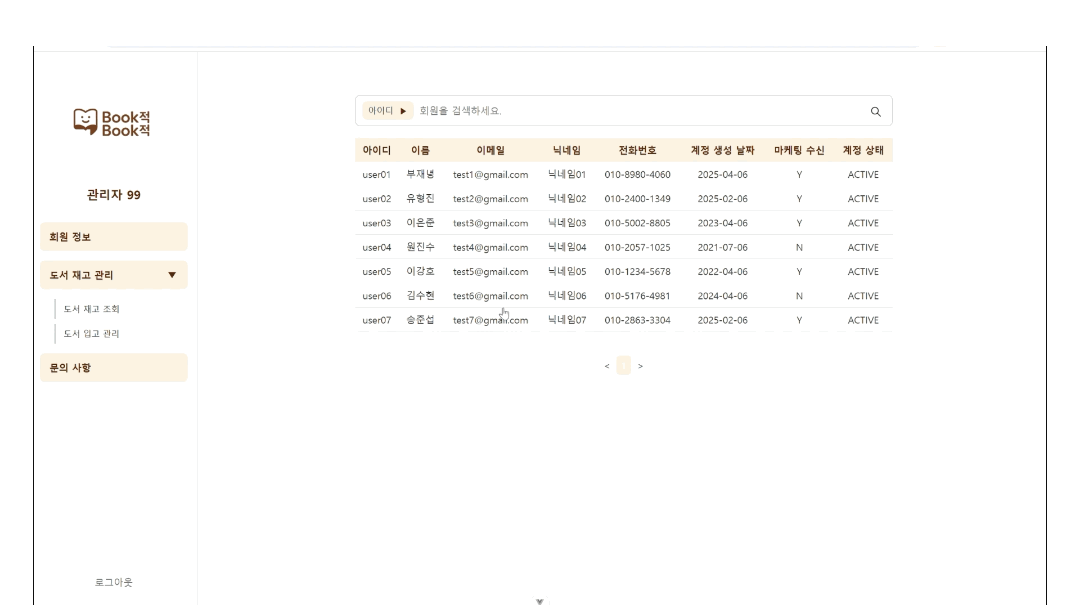 Book적
Book적
관리자 99
회원 정보
도서 재고 관리 ▼
도서 재고 조회
도서 입고 관리
문의 사항
로그아웃
아이디 ▶ 회원을 검색하세요.
아이디 이름 이메일 닉네임 전화번호 계정 생성 날짜 마케팅 수신 계정 상태
user01 부재녕 test1@gmail.com 닉네임01 010-8980-4060 2025-04-06 Y ACTIVE
user02 유형진 test2@gmail.com 닉네임02 010-2400-1349 2025-02-06 Y ACTIVE
user03 이은준 test3@gmail.com 닉네임03 010-5002-8805 2023-04-06 Y ACTIVE
user04 원진수 test4@gmail.com 닉네임04 010-2057-1025 2021-07-06 N ACTIVE
user05 이강호 test5@gmail.com 닉네임05 010-1234-5678 2022-04-06 Y ACTIVE
user06 김수현 test6@gmail.com 닉네임06 010-5176-4981 2024-04-06 N ACTIVE
user07 송준섭 test7@gmail.com 닉네임07 010-2863-3304 2025-02-06 Y ACTIVE
< 1 >